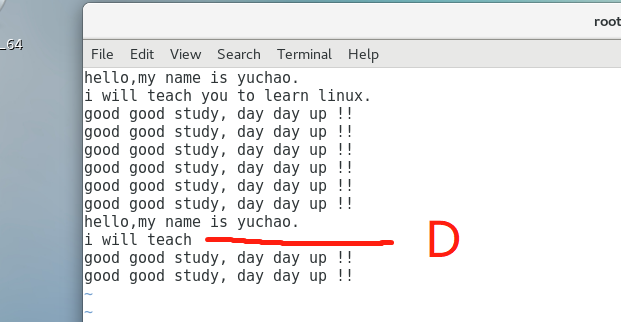 root
_64
File Edit View Search Terminal Help
hello,my name is yuchao.
i will teach you to learn linux.
good good study, day day up !!
good good study, day day up !!
good good study, day day up !!
good good study, day day up !!
good good study, day day up !!
good good study, day day up !!
hello,my name is yuchao.
i will teach
D
good good study, day day up !!
good good study, day day up !!
~
~